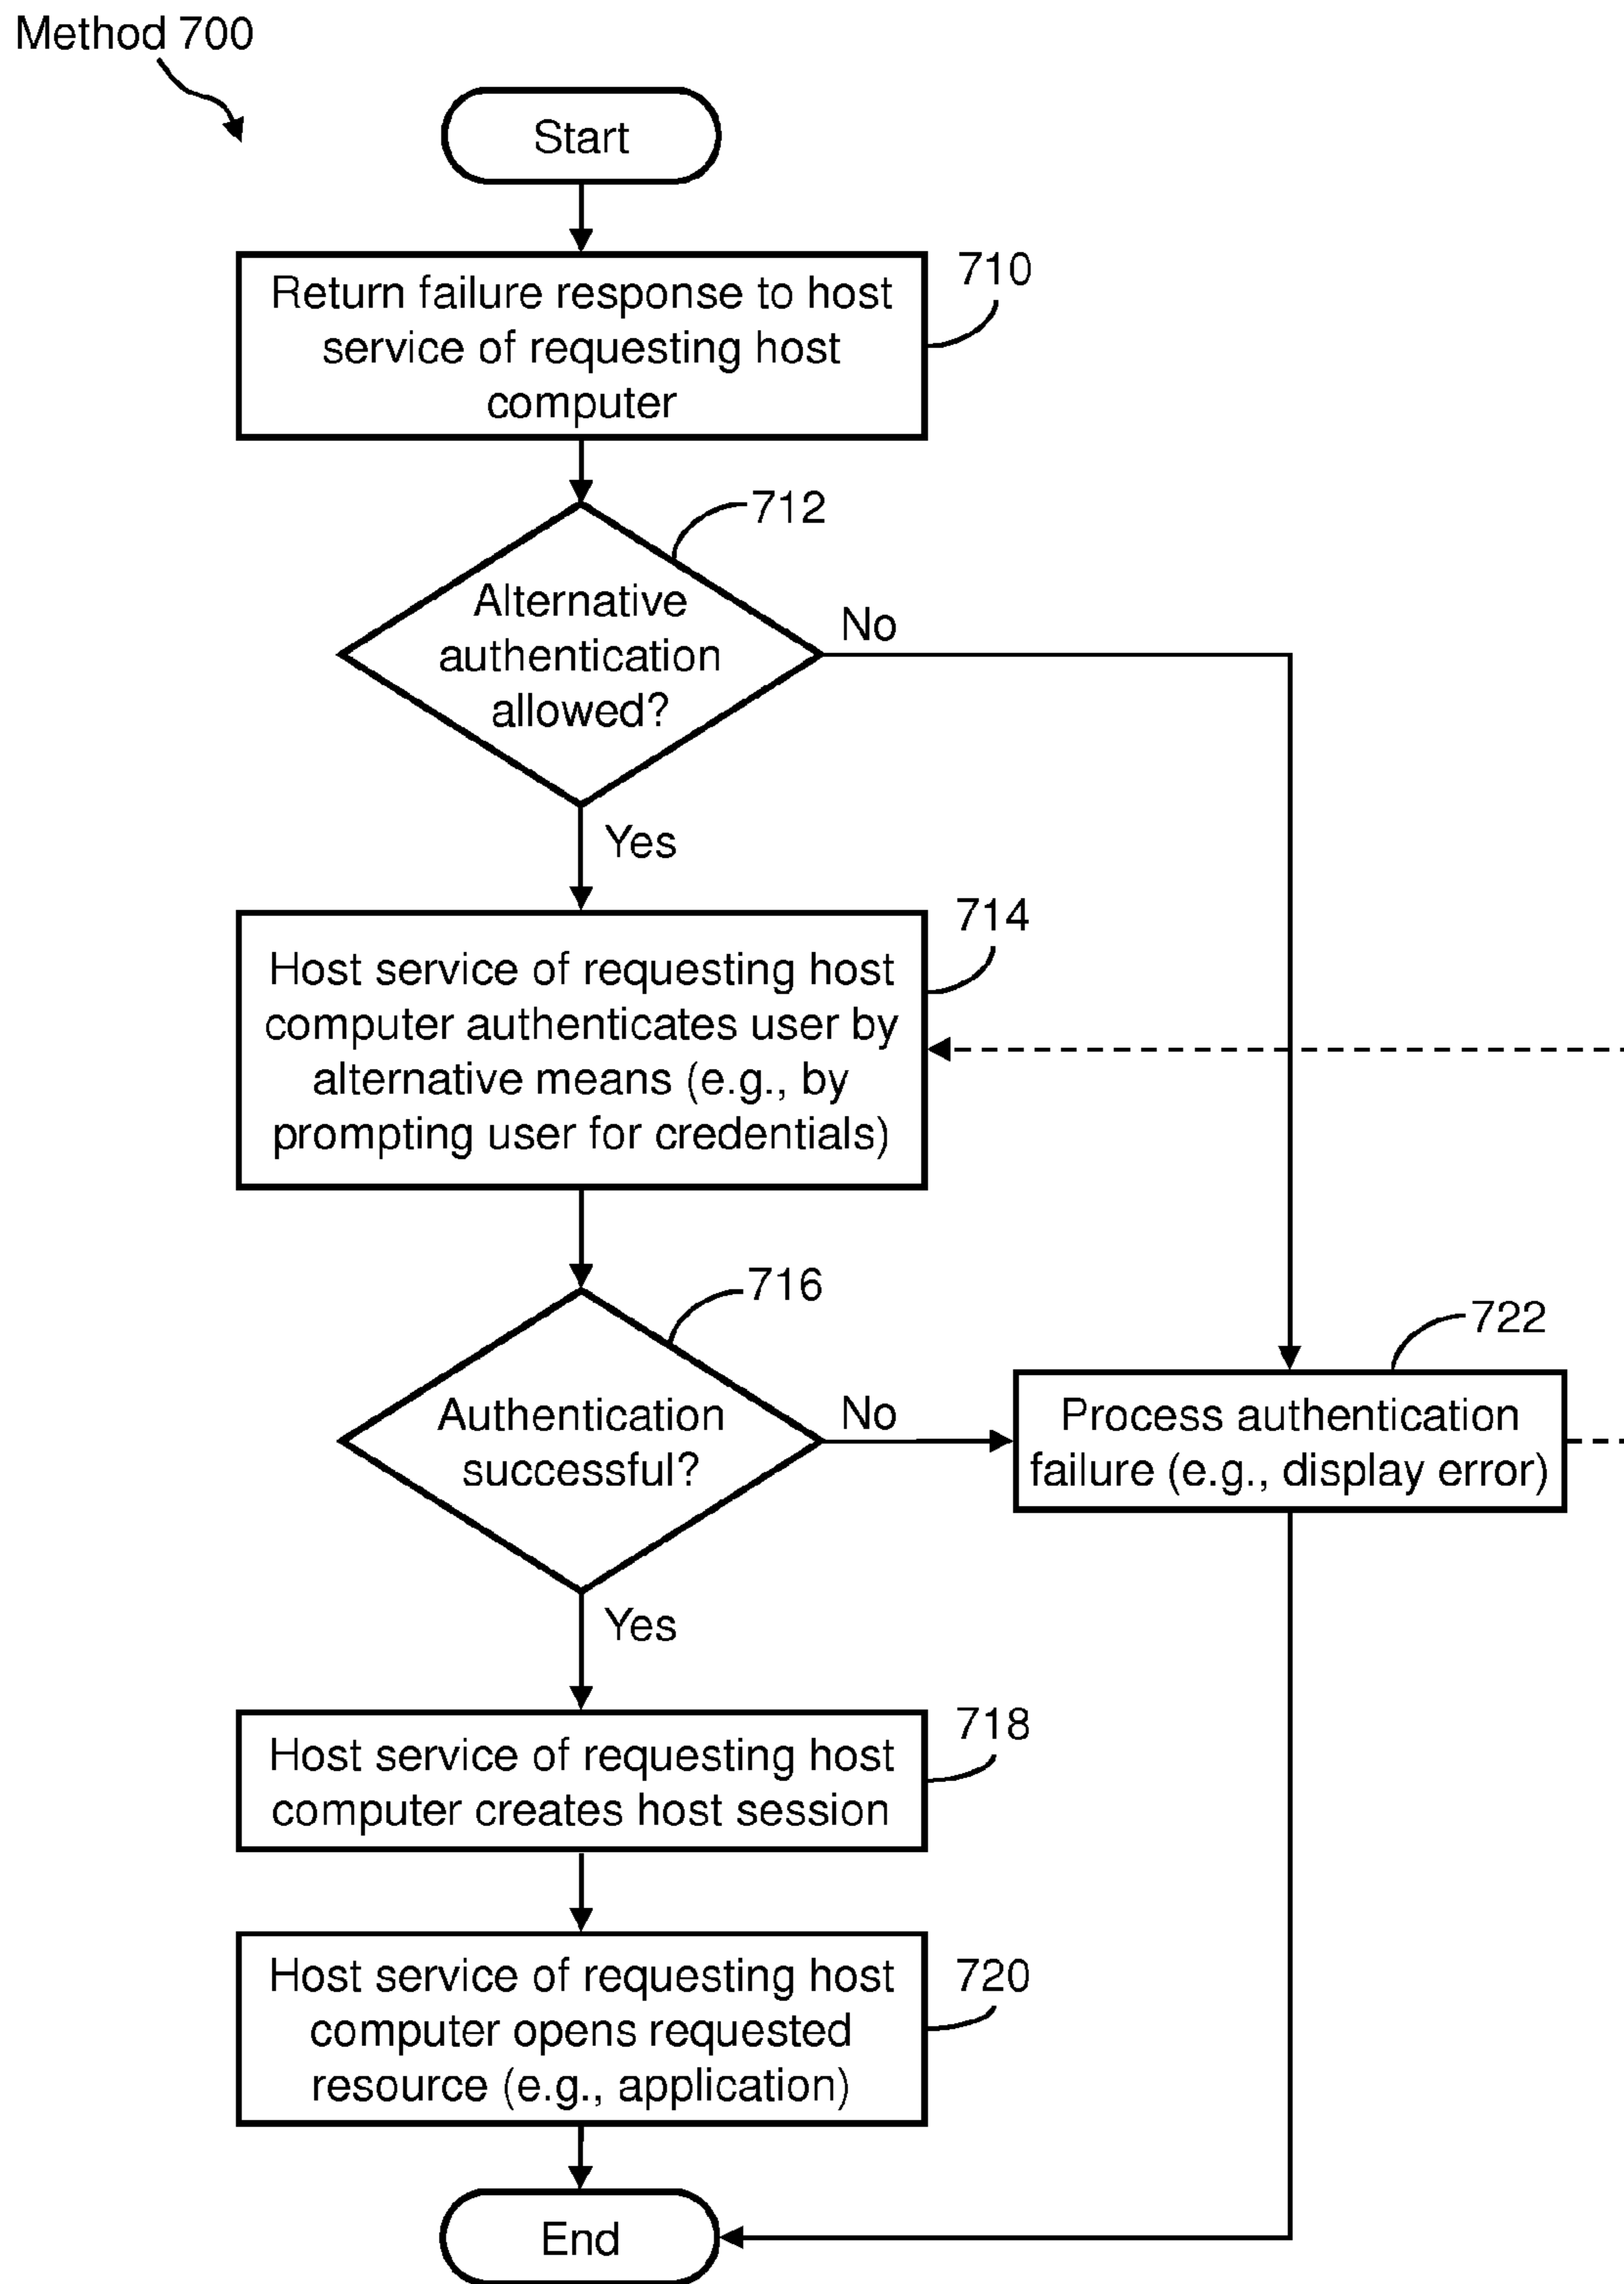 Method 700
Start
Return failure response to host
service of requesting host
computer
710
712
Alternative
authentication
allowed?
No
Yes
714
Host service of requesting host
computer authenticates user by
alternative means (e.g., by
prompting user for credentials)
716
Authentication
successful?
No
722
Process authentication
failure (e.g., display error)
Yes
718
Host service of requesting host
computer creates host session
720
Host service of requesting host
computer opens requested
resource (e.g., application)
End